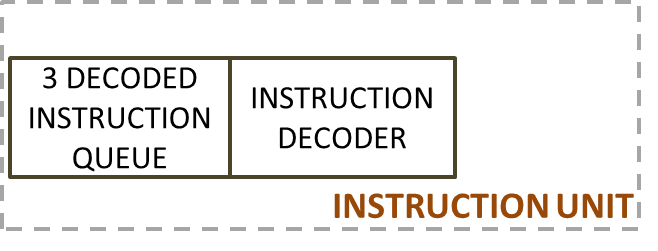 3 DECODED
INSTRUCTION
QUEUE
INSTRUCTION
DECODER
INSTRUCTION UNIT